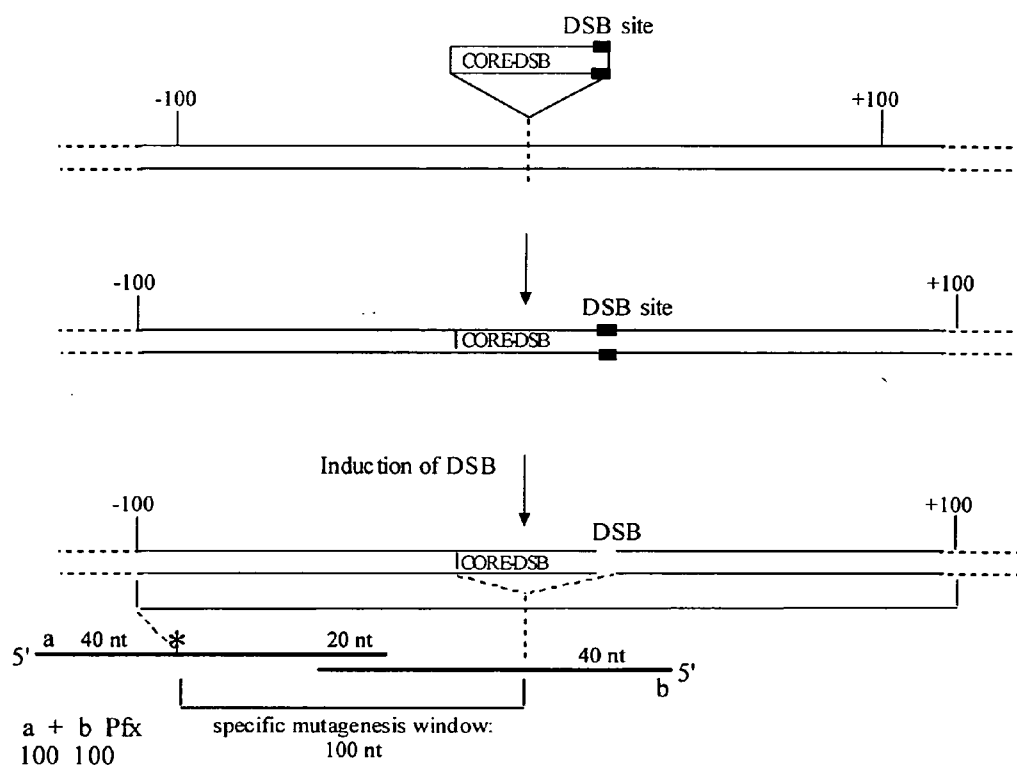 DSB site
CORE-DSB
-100 +100
-100 +100
DSB site
CORE-DSB
Induction of DSB
-100 +100
DSB
CORE-DSB
a 40 nt * 20 nt
5'
40 nt 5'
b
a + b Pfx
100 100
specific mutagenesis window:
100 nt